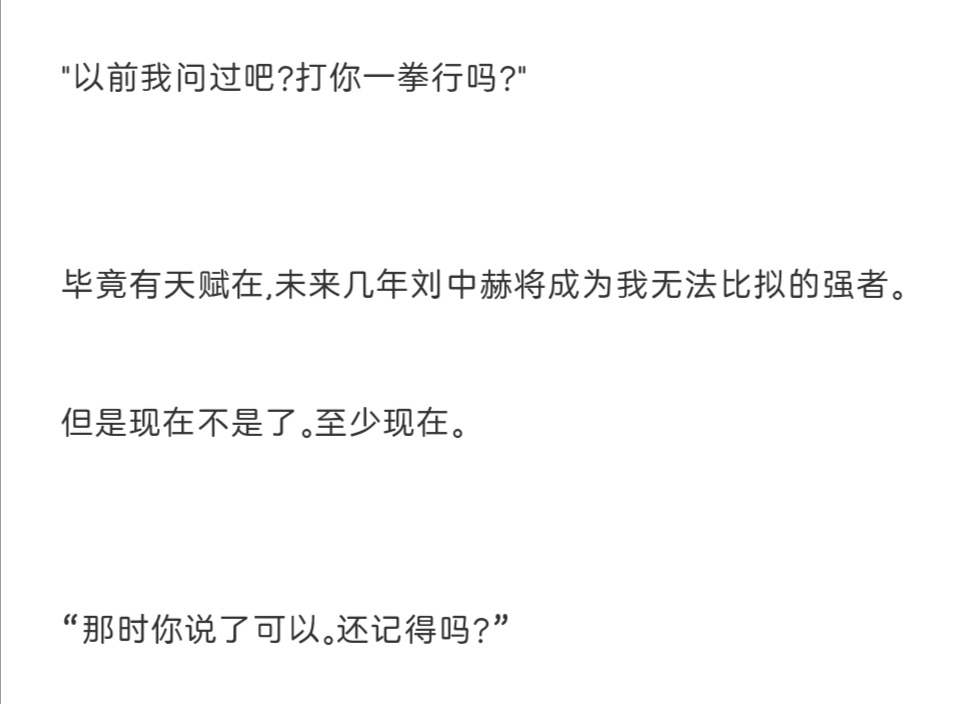 "以前我问过吧?打你一拳行吗?"
毕竟有天赋在,未来几年刘中赫将成为我无法比拟的强者。
但是现在不是了。至少现在。
“那时你说了可以。还记得吗?”